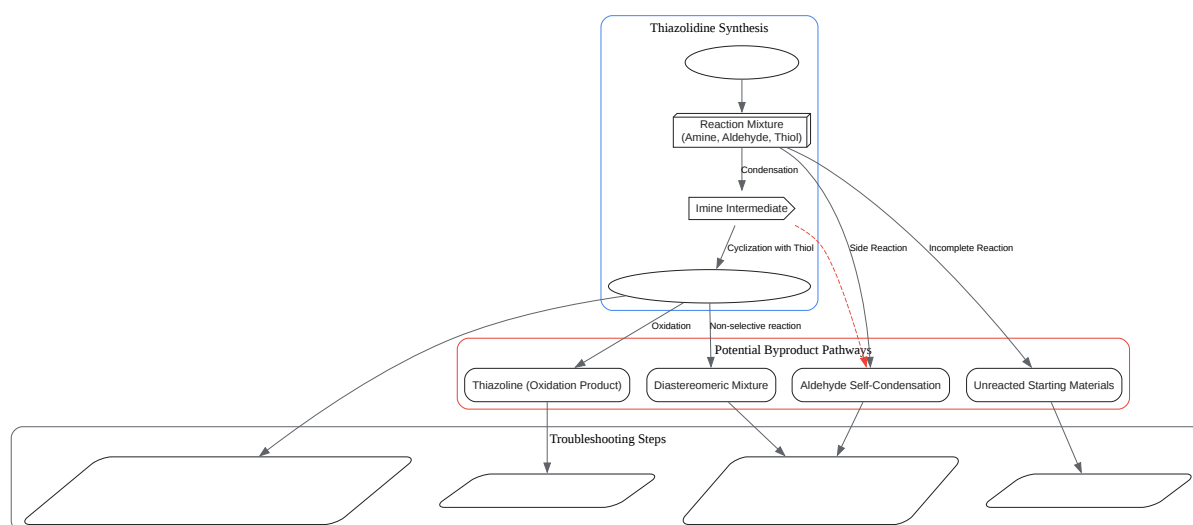 Thiazolidine Synthesis
Reaction Mixture
(Amine, Aldehyde, Thiol)
Condensation
Imine Intermediate
Cyclization with Thiol
Side Reaction
Incomplete Reaction
Oxidation
Non-selective reaction
Potential Byproduct Pathways
Thiazoline (Oxidation Product)
Diastereomeric Mixture
Aldehyde Self-Condensation
Unreacted Starting Materials
Troubleshooting Steps